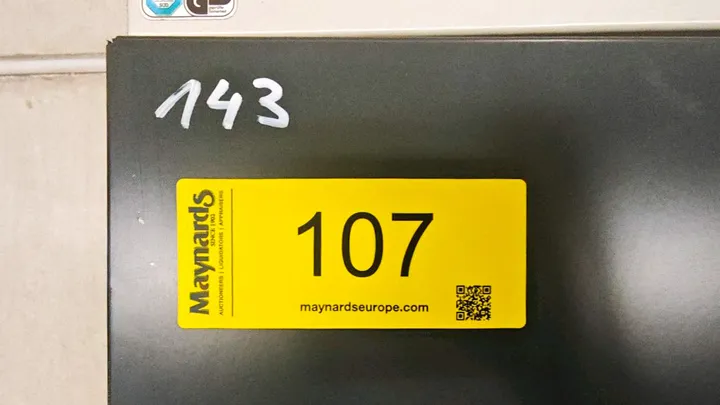 143
Maynards
SINCE 1902
AUCTIONEERS | LIQUIDATORS | APPRAISERS
107
maynardseurope.com